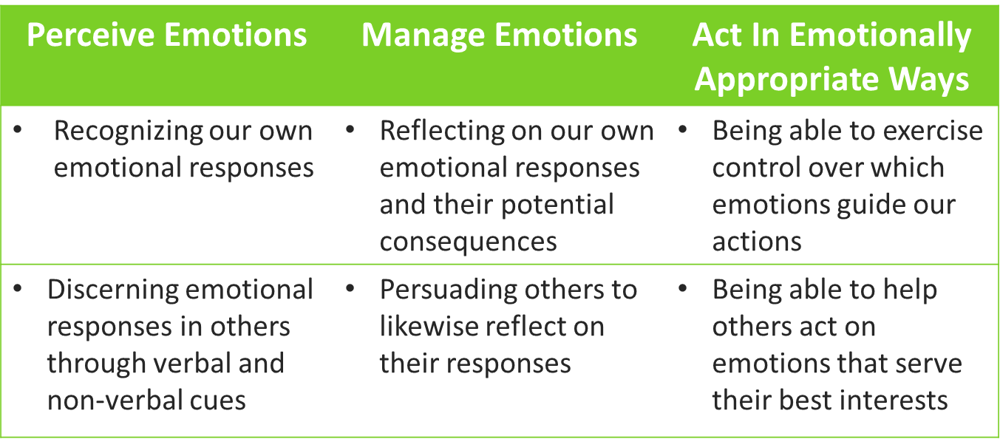 Perceive Emotions
Manage Emotions
Act In Emotionally
Appropriate Ways
• Recognizing our own
emotional responses
• Reflecting on our own
emotional responses
and their potential
consequences
• Being able to exercise
control over which
emotions guide our
actions
• Discerning emotional
responses in others
through verbal and
non-verbal cues
• Persuading others to
likewise reflect on
their responses
• Being able to help
others act on
emotions that serve
their best interests